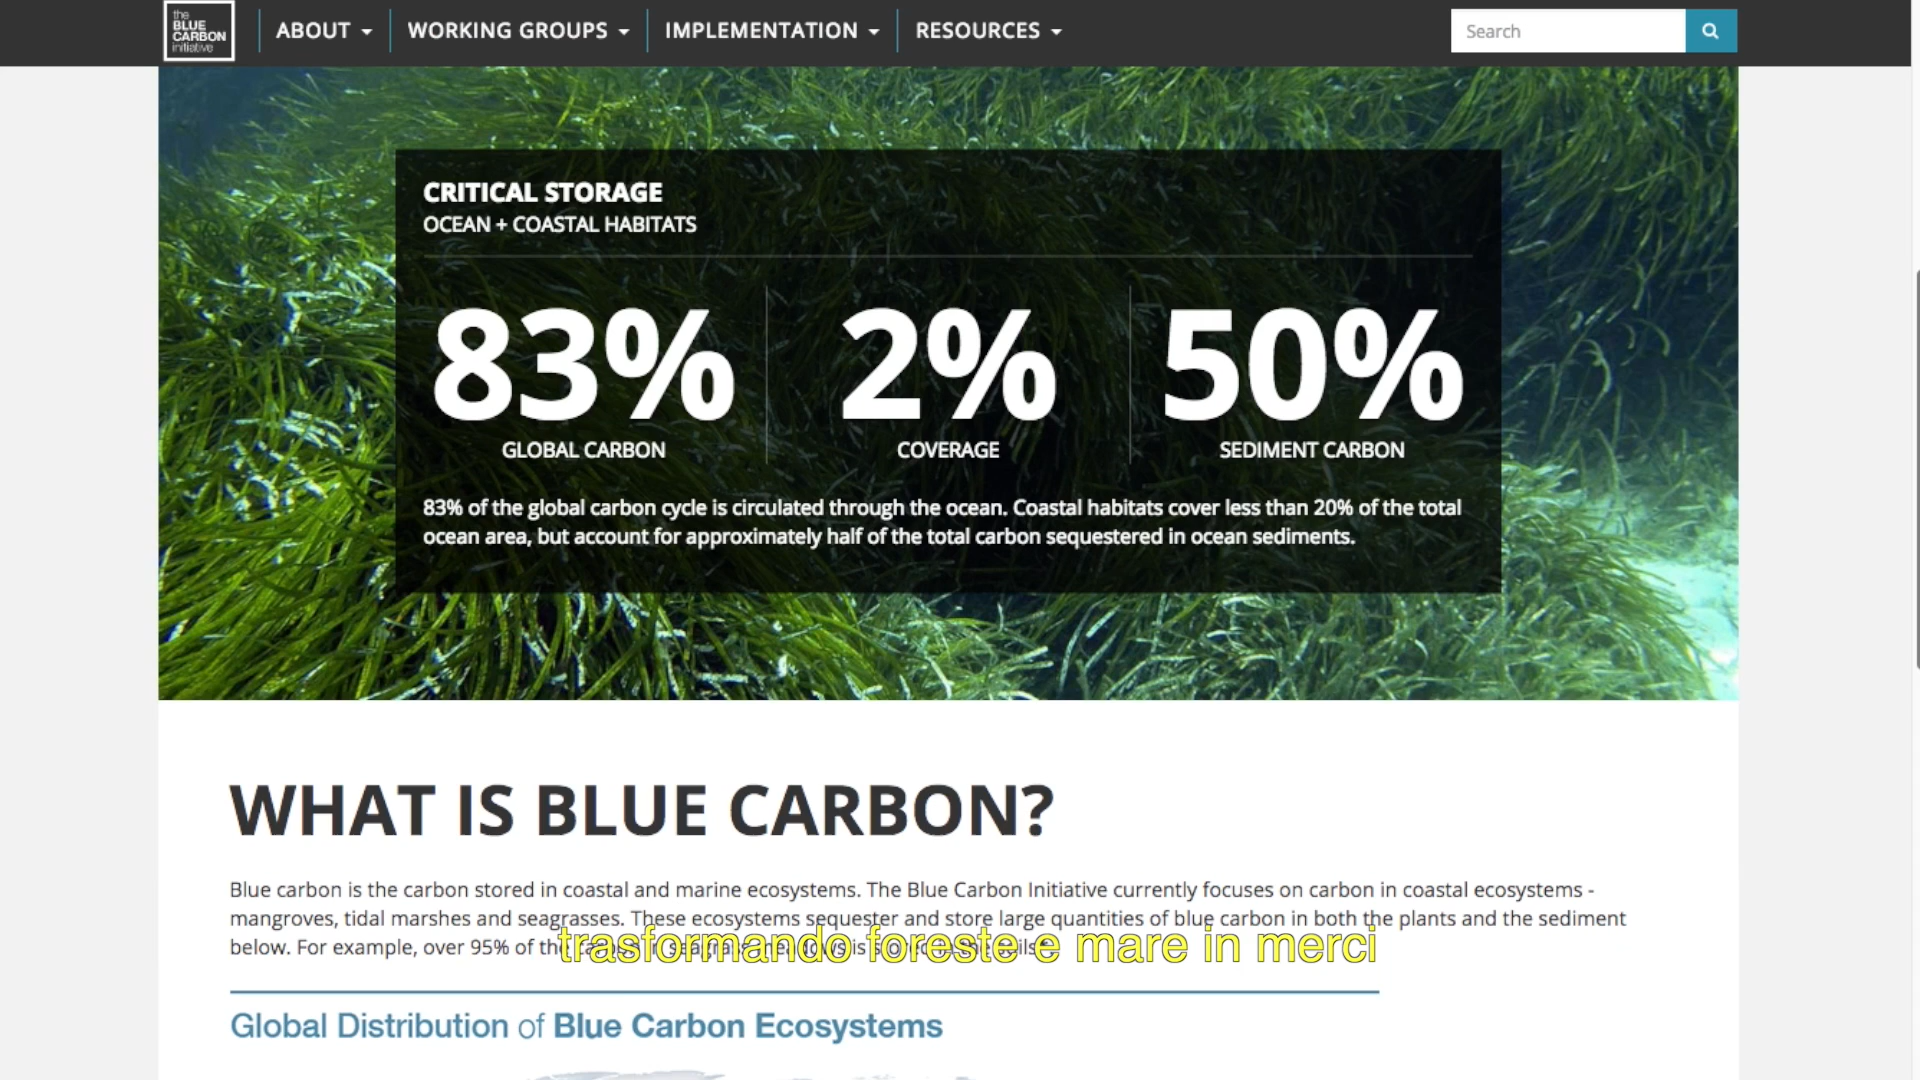 the
BLUE
CARBON
initiative
ABOUT
WORKING GROUPS
IMPLEMENTATION
RESOURCES
Search
CRITICAL STORAGE
OCEAN + COASTAL HABITATS
83%
GLOBAL CARBON
2%
COVERAGE
50%
SEDIMENT CARBON
83% of the global carbon cycle is circulated through the ocean. Coastal habitats cover less than 20% of the total
ocean area, but account for approximately half of the total carbon sequestered in ocean sediments.
WHAT IS BLUE CARBON?
Blue carbon is the carbon stored in coastal and marine ecosystems. The Blue Carbon Initiative currently focuses on carbon in coastal ecosystems -
mangroves, tidal marshes and seagrasses. These ecosystems sequester and store large quantities of blue carbon in both the plants and the sediment
below. For example, over 95% of the
trasformando foreste e mare in merci
Global Distribution of Blue Carbon Ecosystems